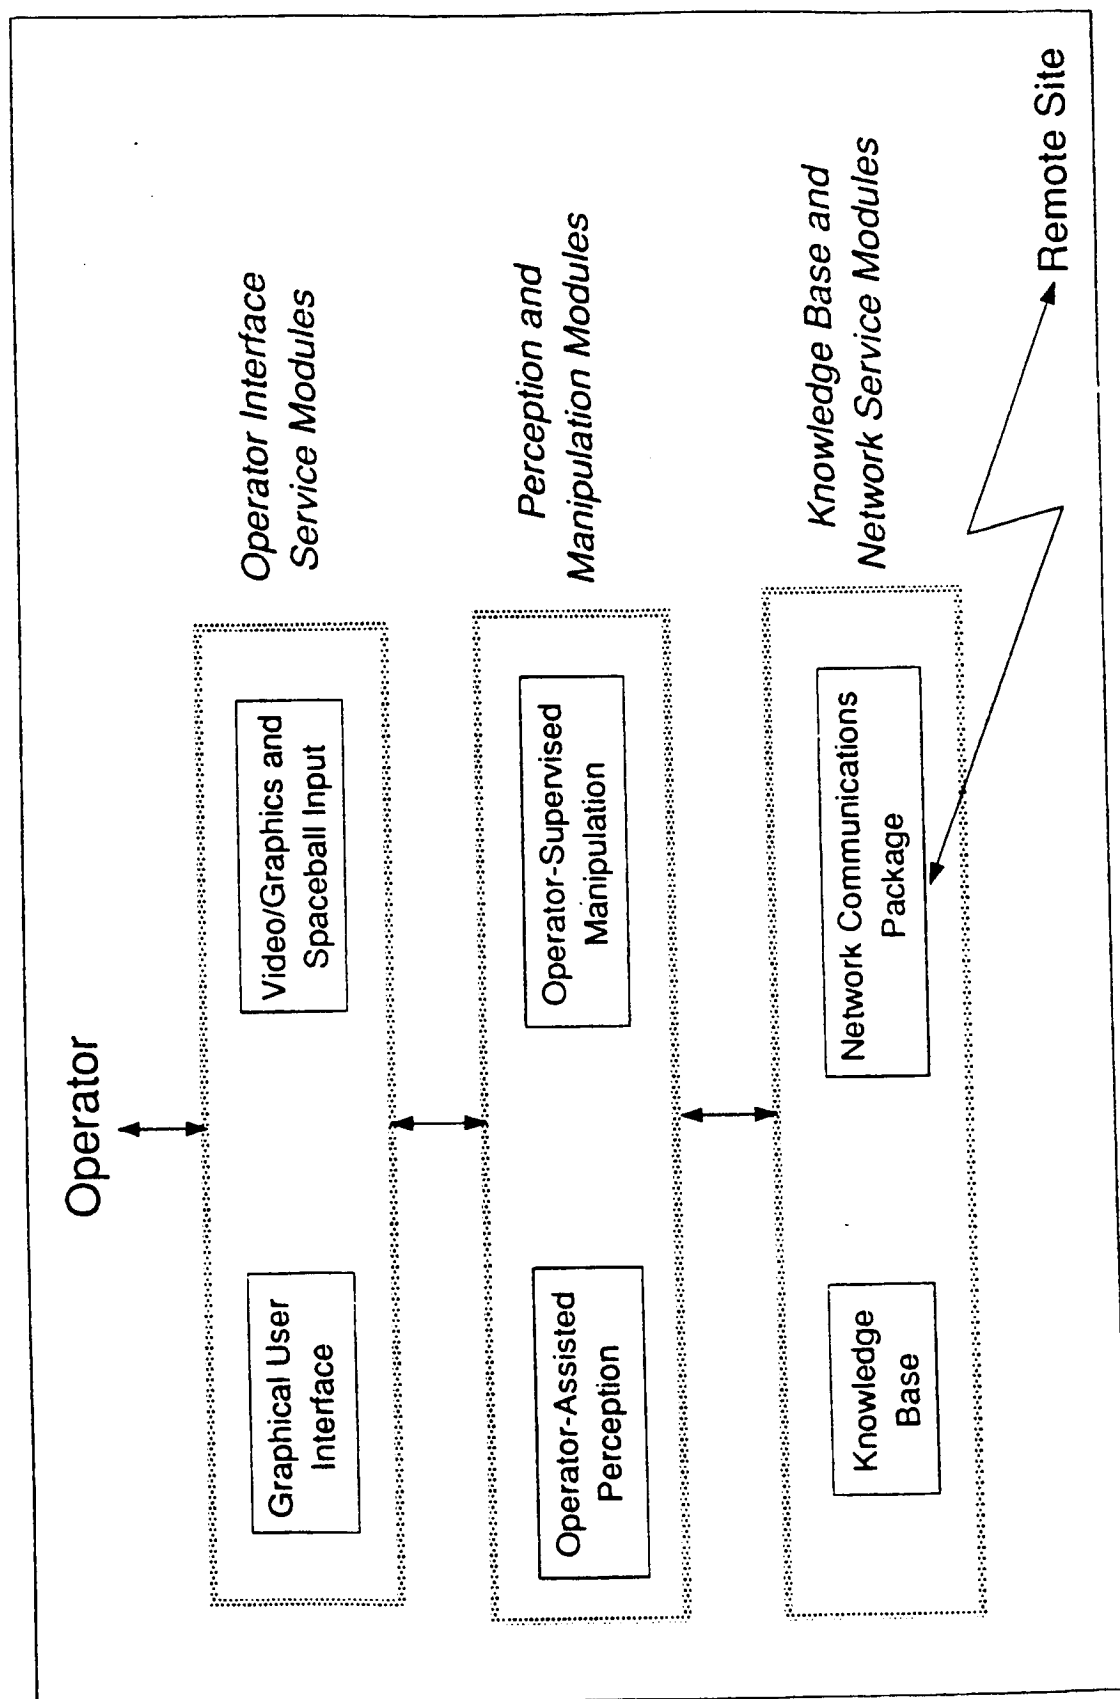 Operator
Graphical User
Interface
Video/Graphics and
Spaceball Input
Operator Interface
Service Modules
Operator-Assisted
Perception
Operator-Supervised
Manipulation
Perception and
Manipulation Modules
Knowledge
Base
Network Communications
Package
Knowledge Base and
Network Service Modules
Remote Site